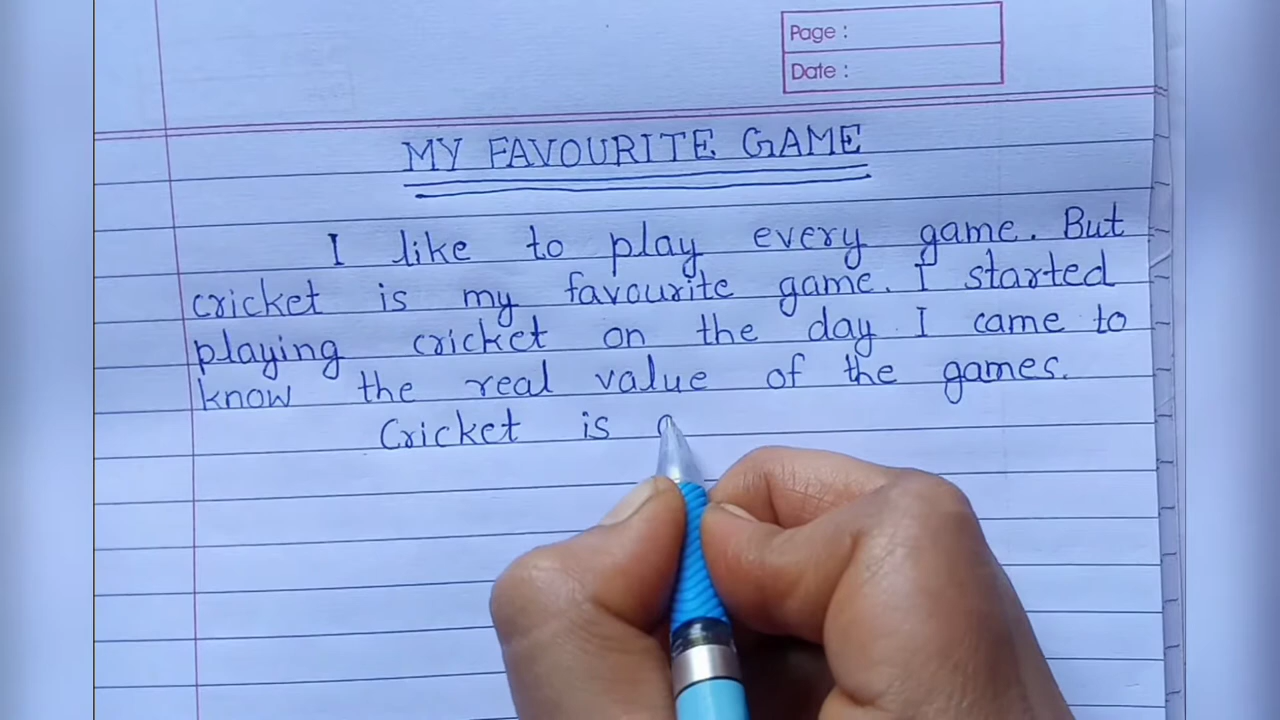 Page :
Date :
MY FAVOURITE GAME
I like to play every game. But
cricket is my favourite game. I started
playing cricket on the day I came to
know the real value of the games.
Cricket is